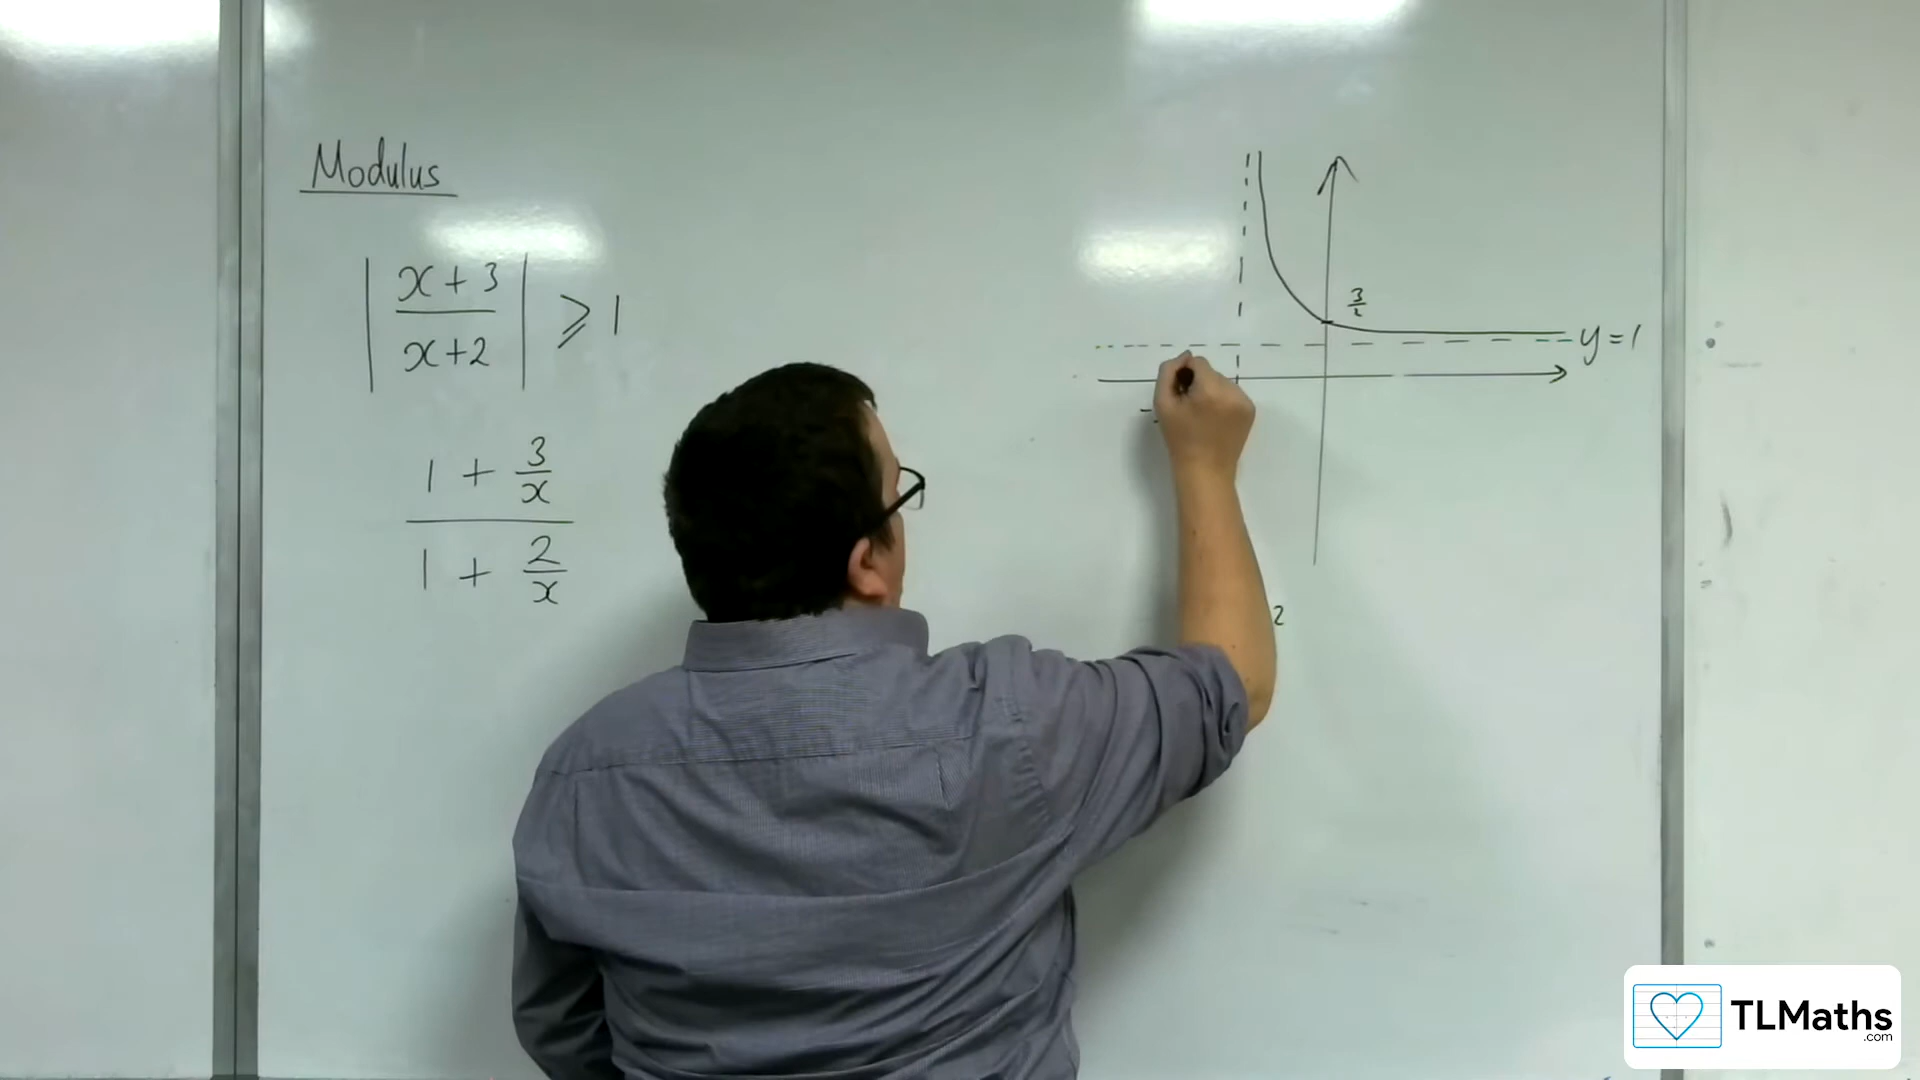 Modulus
| x + 3 / x + 2 | ⩾ 1
1 + 3/x
1 + 2/x
3/2
y = 1
-
2
TLMaths
.com